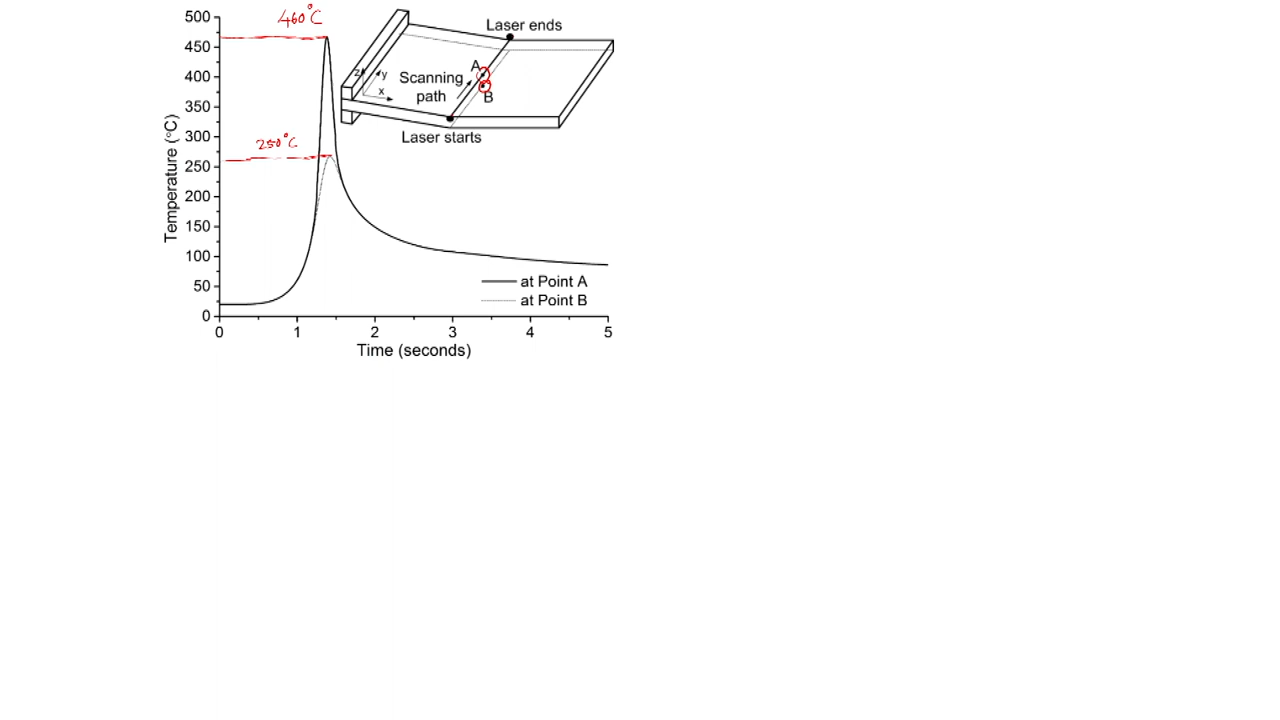 500
450
400
350
300
250
200
150
100
50
0
Temperature (°C)
460°C
250°C
Laser ends
A
B
Scanning
path
z
y
x
Laser starts
at Point A
at Point B
0 1 2 3 4 5
Time (seconds)